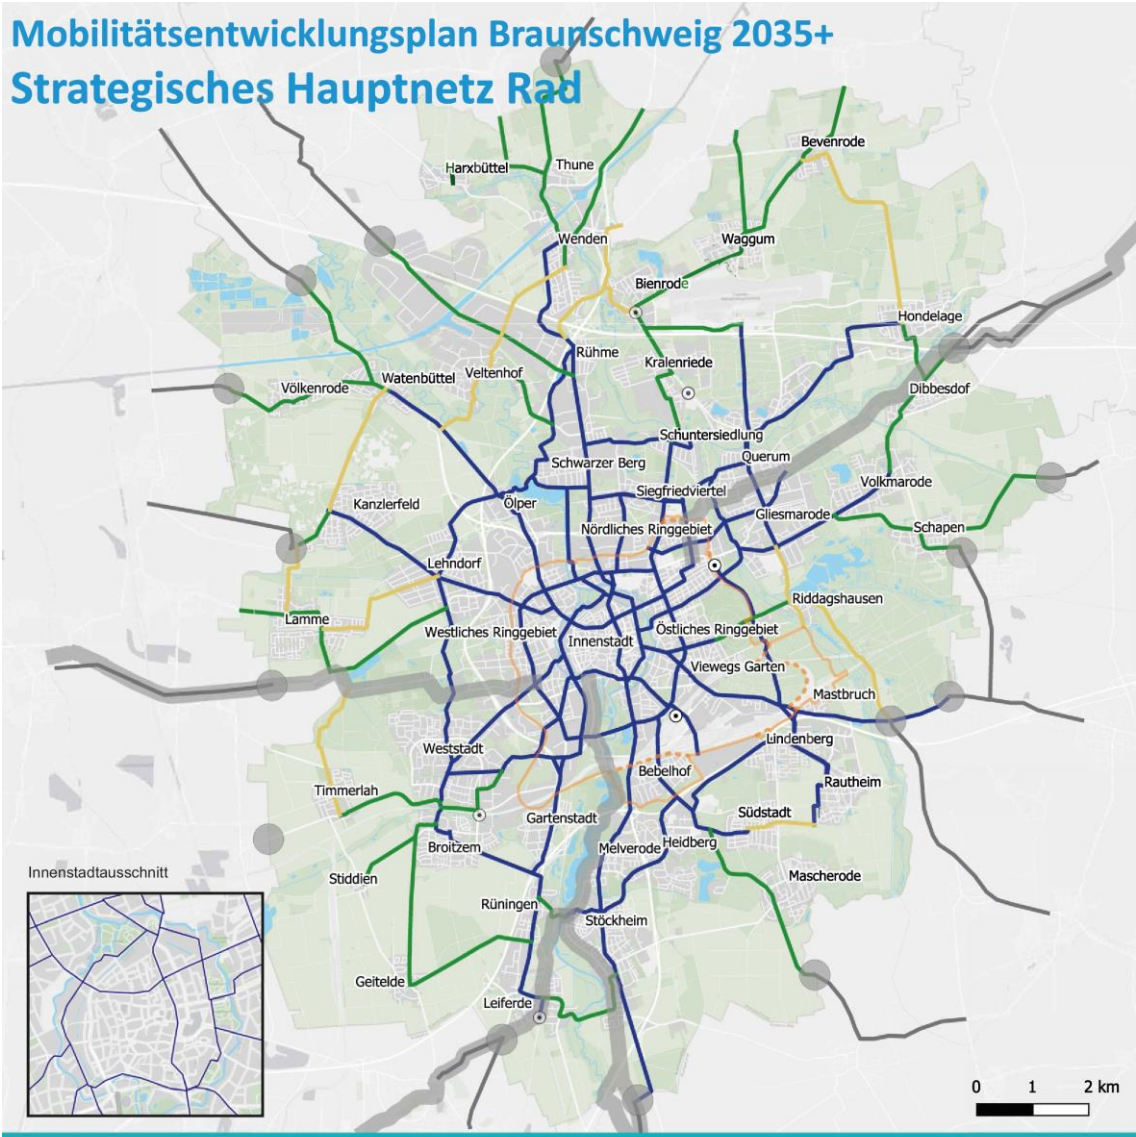 Mobilitätsentwicklungsplan Braunschweig 2035+
Strategisches Hauptnetz Rad
Bevenrode
Harxbüttel
Thune
Wenden
Waggum
Bienrode
Hondelage
Rühme
Kralenriede
Veltenhof
Watenbüttel
Völkenrode
Dibbesdorf
Schuntersiedlung
Querum
Schwarzer Berg
Volkmarode
Siegfriedviertel
Kanzlerfeld
Ölper
Gliesmarode
Nördliches Ringgebiet
Schapen
Lehndorf
Riddagshausen
Lamme
Westliches Ringgebiet
Innenstadt
Östliches Ringgebiet
Viewegs Garten
Mastbruch
Lindenberg
Weststadt
Bebelhof
Rautheim
Timmerlah
Südstadt
Gartenstadt
Heidberg
Broitzem
Melverode
Innenstadtausschnitt
Stiddien
Mascherode
Rüningen
Stöckheim
Geitelde
Leiferde
0 1 2 km